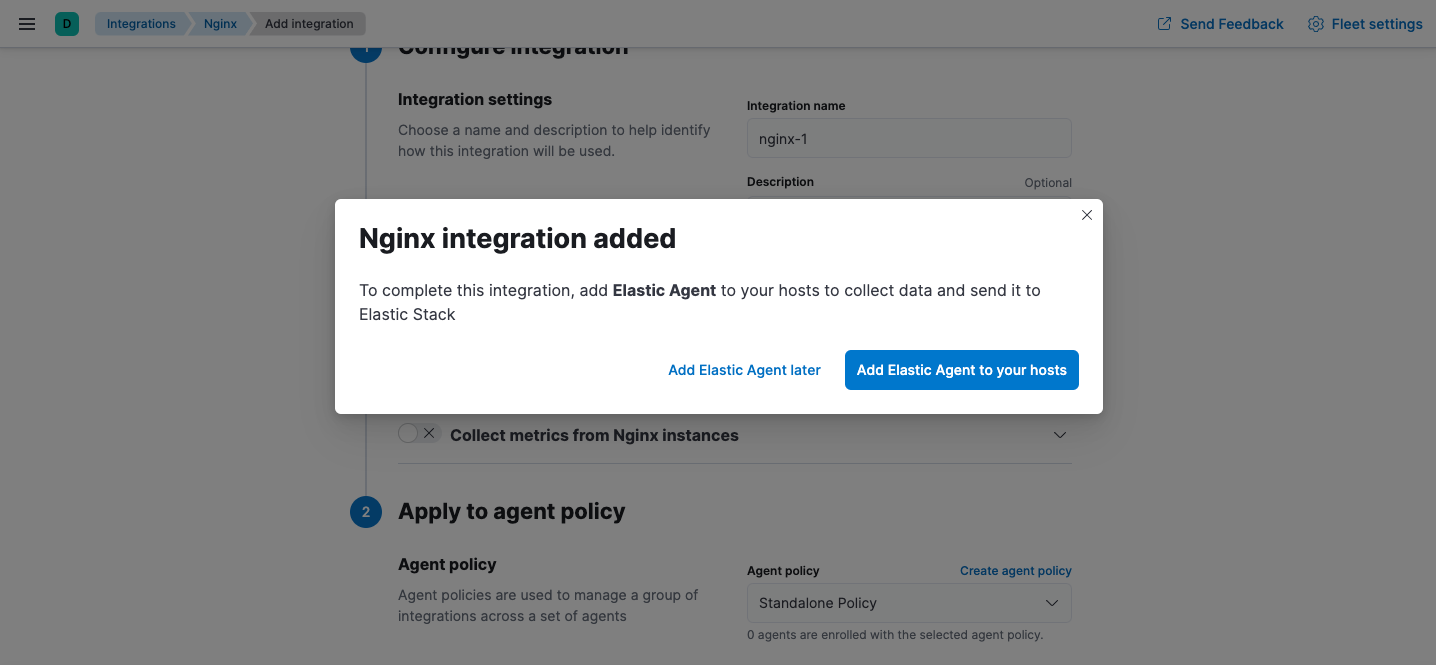 D
Integrations
Nginx
Add integration
Send Feedback
Fleet settings
1
Configure integration
Integration settings
Choose a name and description to help identify
how this integration will be used.
Integration name
nginx-1
Description
Optional
Nginx integration added
To complete this integration, add Elastic Agent to your hosts to collect data and send it to
Elastic Stack
Add Elastic Agent later
Add Elastic Agent to your hosts
Collect metrics from Nginx instances
2
Apply to agent policy
Agent policy
Agent policies are used to manage a group of
integrations across a set of agents
Agent policy
Create agent policy
Standalone Policy
0 agents are enrolled with the selected agent policy.